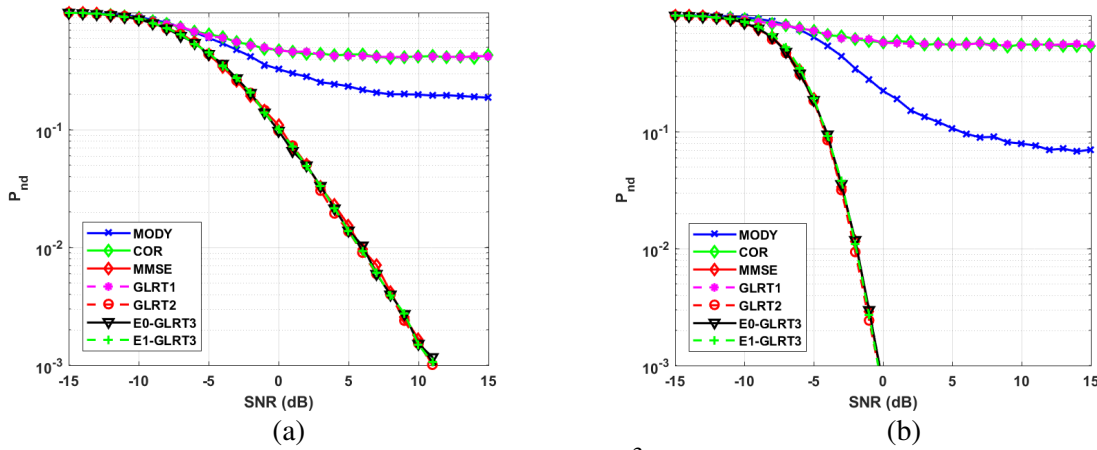 10^-1
10^-2
10^-3
P_nd
MODY
COR
MMSE
GLRT1
GLRT2
E0-GLRT3
E1-GLRT3
-15 -10 -5 0 5 10 15
SNR (dB)
(a)
10^-1
10^-2
10^-3
P_nd
MODY
COR
MMSE
GLRT1
GLRT2
E0-GLRT3
E1-GLRT3
-15 -10 -5 0 5 10 15
SNR (dB)
(b)